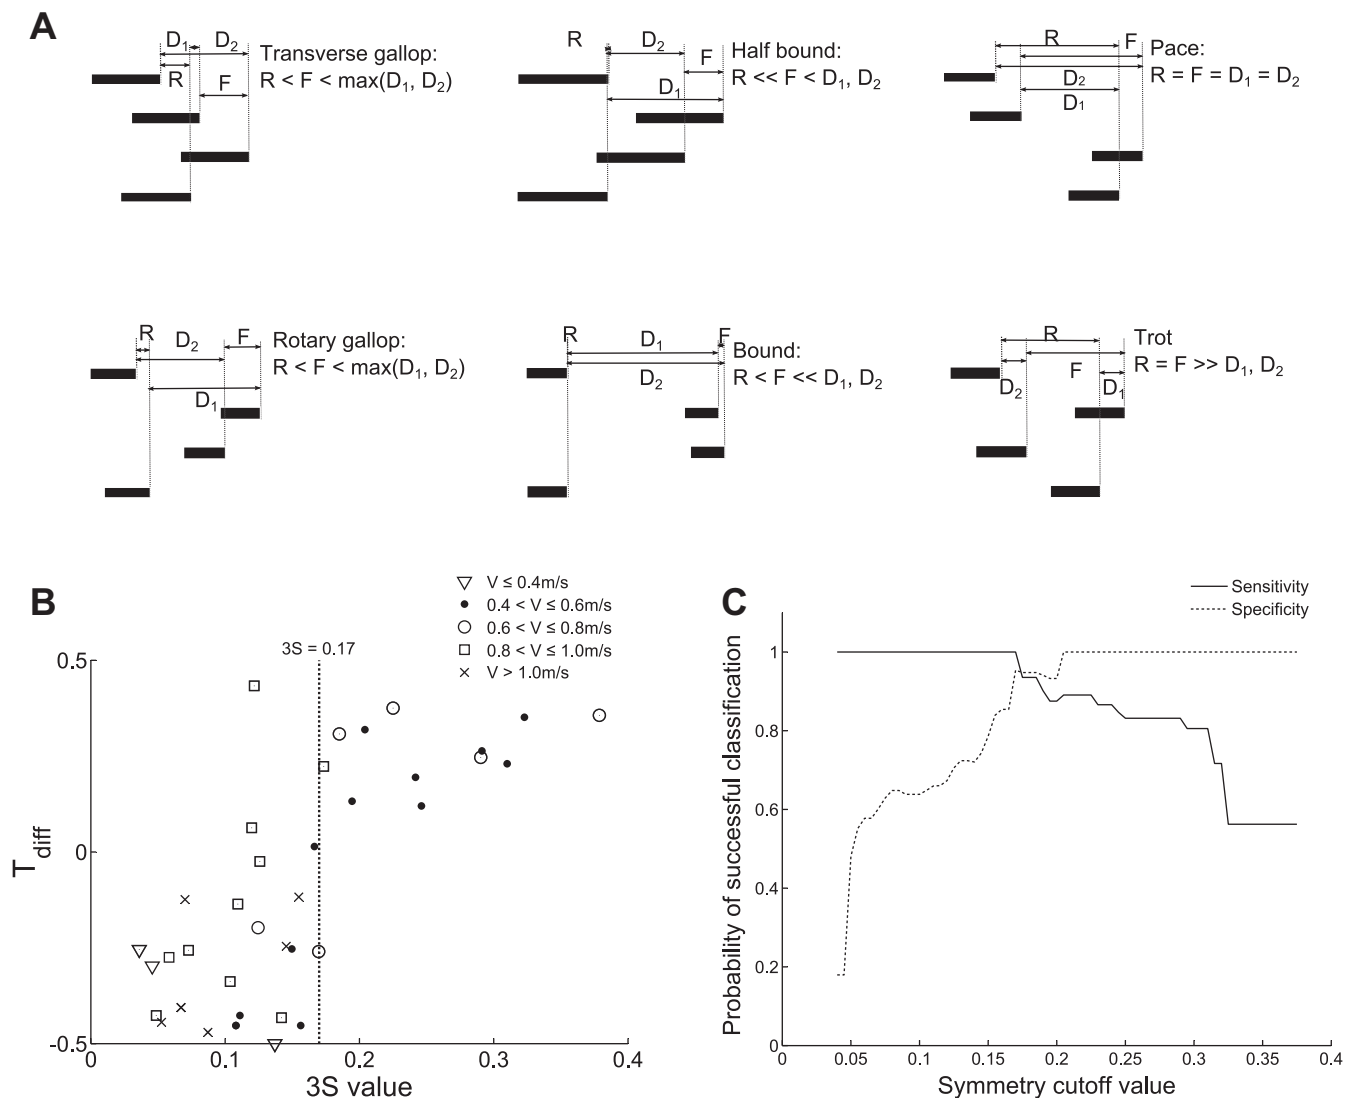 A
D1 D2
R F
Transverse gallop:
R < F < max(D1, D2)
R D2 F
D1
Half bound:
R << F < D1, D2
R F
D2
D1
Pace:
R = F = D1 = D2
R F
D2
D1
Rotary gallop:
R < F < max(D1, D2)
R F
D1
D2
Bound:
R < F << D1, D2
R
D2 F D1
Trot
R = F >> D1, D2
B
V ≤ 0.4m/s
0.4 < V ≤ 0.6m/s
0.6 < V ≤ 0.8m/s
0.8 < V ≤ 1.0m/s
V > 1.0m/s
3S = 0.17
0.5
0
-0.5
Tdiff
0 0.1 0.2 0.3 0.4
3S value
C
Sensitivity
Specificity
Probability of successful classification
1
0.8
0.6
0.4
0.2
0
0 0.05 0.1 0.15 0.2 0.25 0.3 0.35 0.4
Symmetry cutoff value